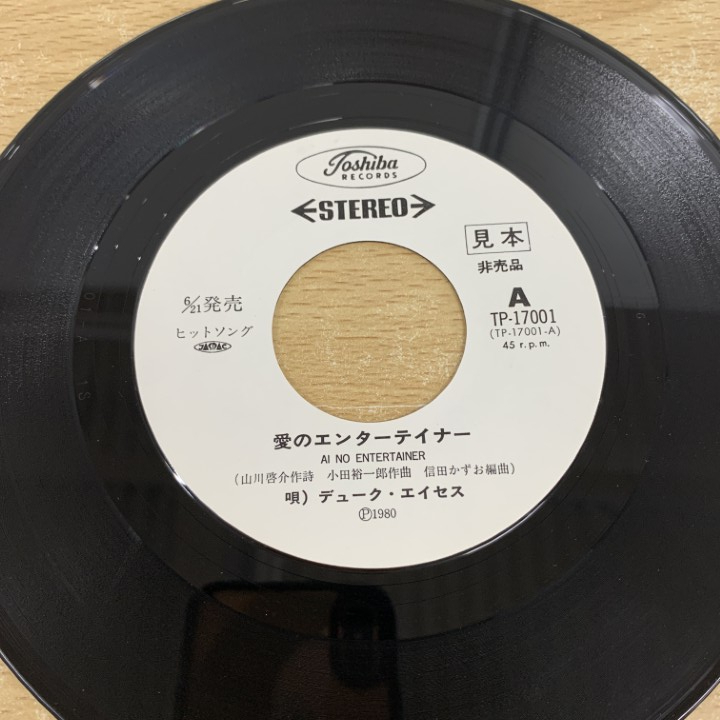 Toshiba
RECORDS
STEREO
見本
非売品
6/21発売
ヒットソング
A
TP-17001
(TP-17001-A)
45 r.p.m.
愛のエンターテイナー
AI NO ENTERTAINER
(山川啓介作詩 小田裕一郎作曲 信田かずお編曲)
唄) デューク・エイセス
Ⓟ1980